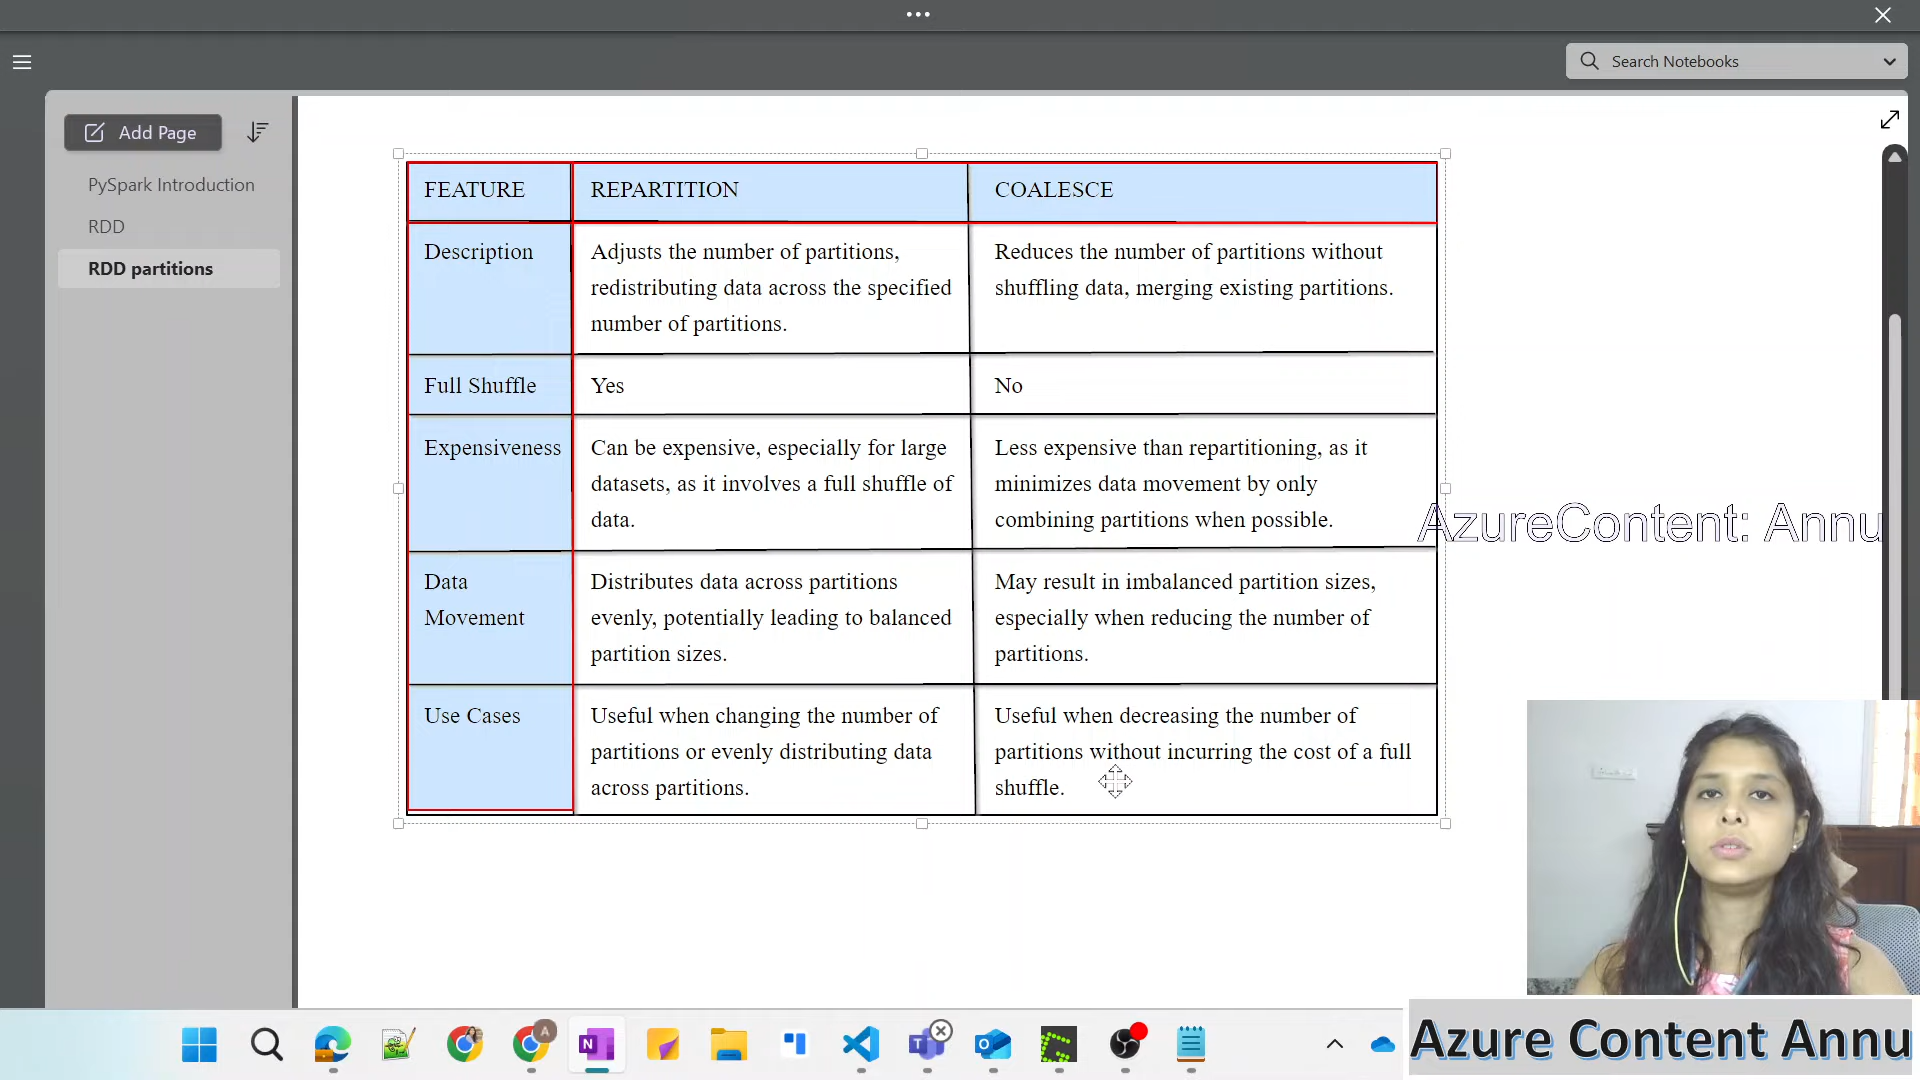 Search Notebooks
Add Page
PySpark Introduction
RDD
RDD partitions
FEATURE
REPARTITION
COALESCE
Description
Adjusts the number of partitions,
redistributing data across the specified
number of partitions.
Reduces the number of partitions without
shuffling data, merging existing partitions.
Full Shuffle
Yes
No
Expensiveness
Can be expensive, especially for large
datasets, as it involves a full shuffle of
data.
Less expensive than repartitioning, as it
minimizes data movement by only
combining partitions when possible.
Data
Movement
Distributes data across partitions
evenly, potentially leading to balanced
partition sizes.
May result in imbalanced partition sizes,
especially when reducing the number of
partitions.
Use Cases
Useful when changing the number of
partitions or evenly distributing data
across partitions.
Useful when decreasing the number of
partitions without incurring the cost of a full
shuffle.
AzureContent: Annu
A
Azure Content Annu